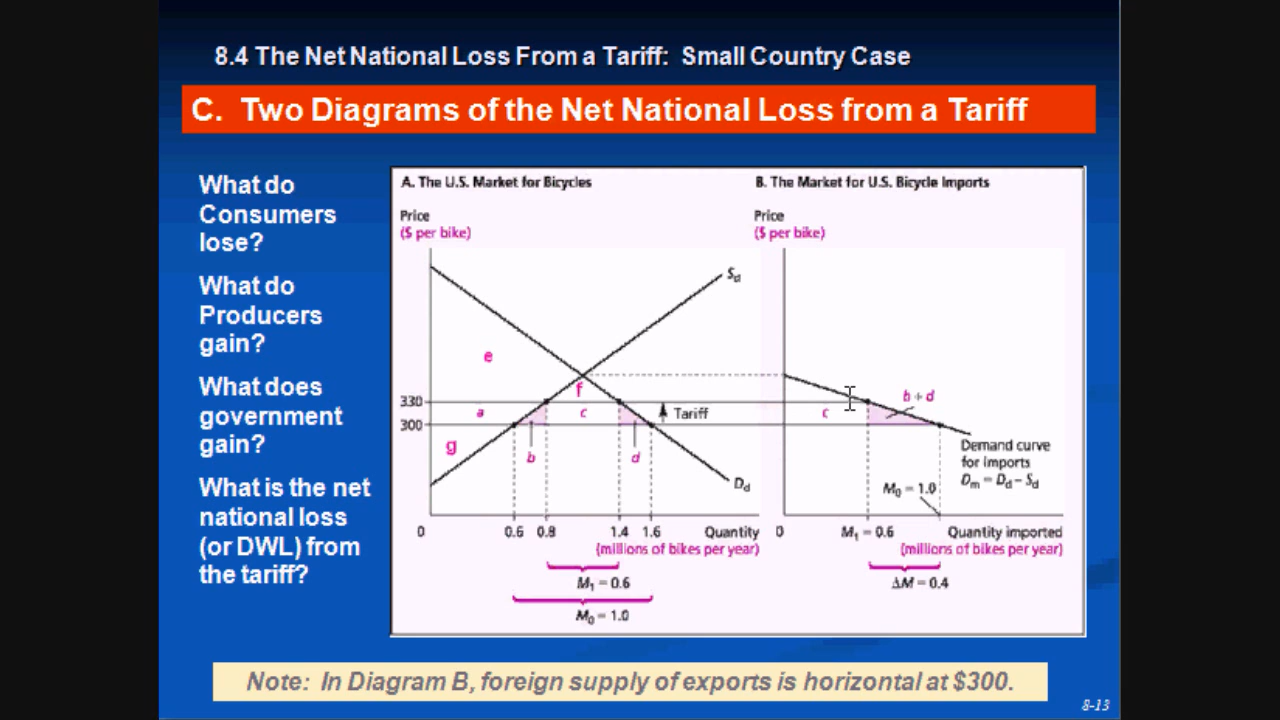 8.4 The Net National Loss From a Tariff: Small Country Case
C. Two Diagrams of the Net National Loss from a Tariff
What do
Consumers
lose?
What do
Producers
gain?
What does
government
gain?
What is the net
national loss
(or DWL) from
the tariff?
A. The U.S. Market for Bicycles
Price
($ per bike)
Sd
e
f
330
a
c
Tariff
300
g
b
d
Dd
0
0.6 0.8 1.4 1.6 Quantity
(millions of bikes per year)
M1 = 0.6
M0 = 1.0
B. The Market for U.S. Bicycle Imports
Price
($ per bike)
b + d
c
Demand curve
for imports
Dm = Dd − Sd
M0 = 1.0
0 M1 = 0.6 Quantity imported
(millions of bikes per year)
ΔM = 0.4
Note: In Diagram B, foreign supply of exports is horizontal at $300.
8-13